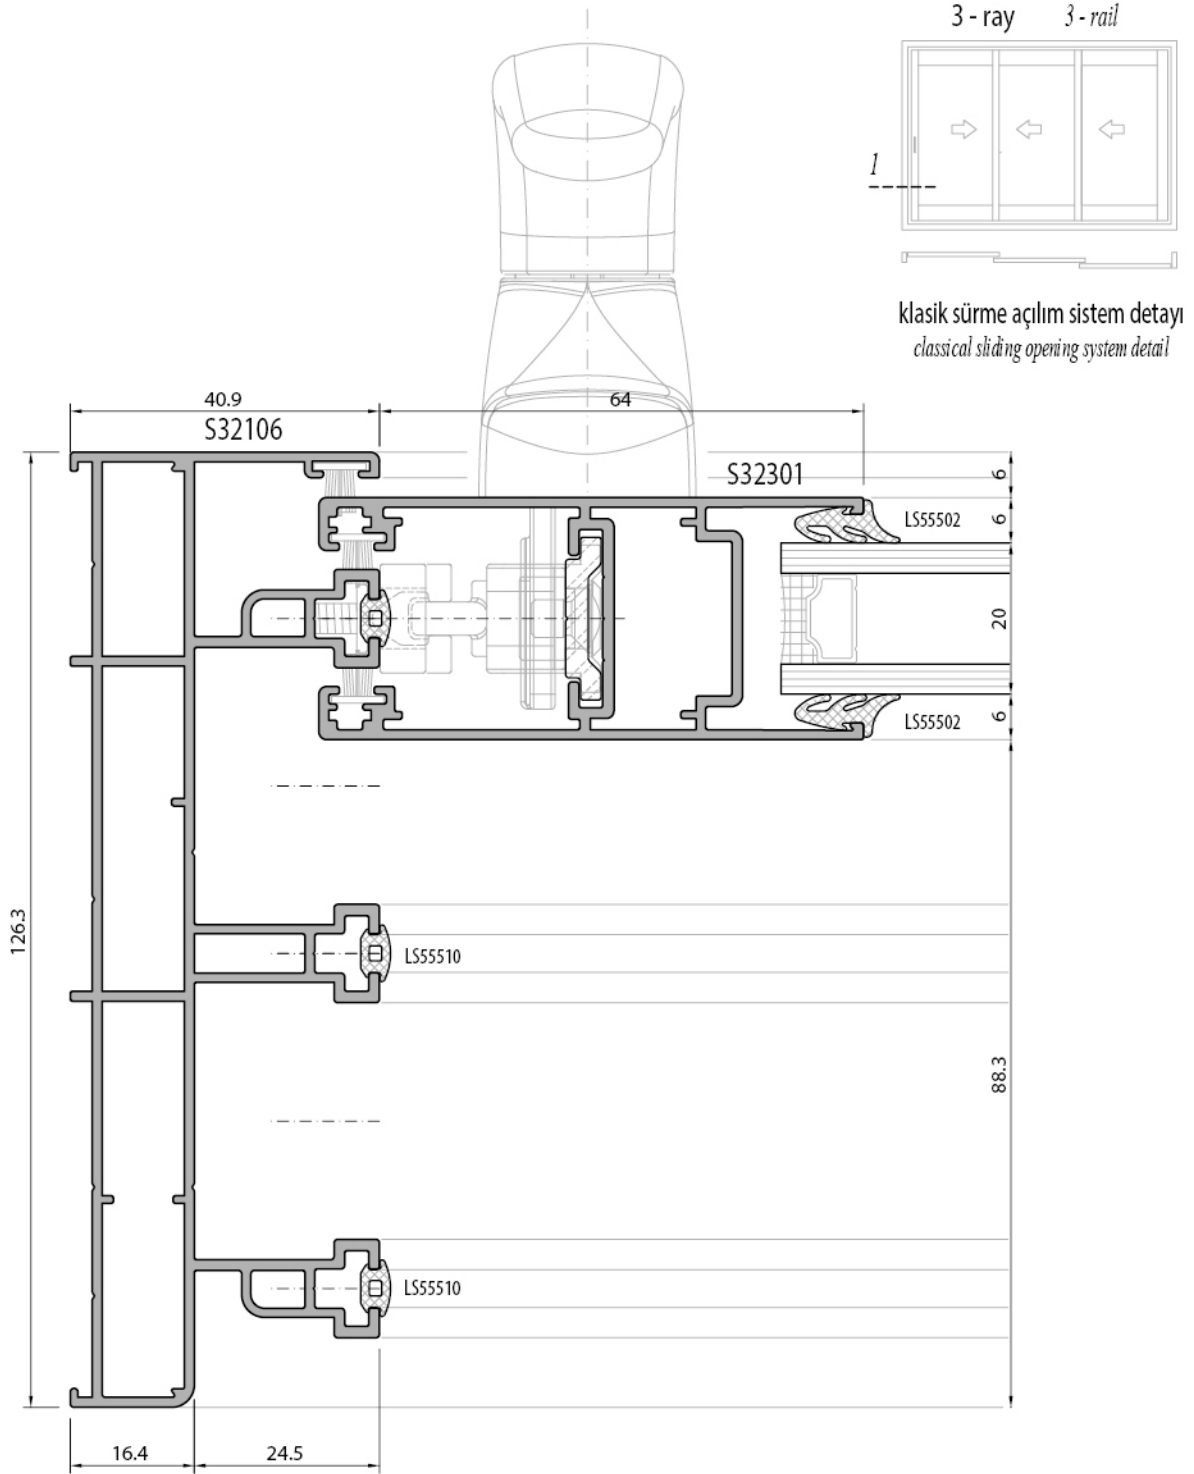 3 - ray 3 - rail
1
klasik sürme açılım sistem detayı
classical sliding opening system detail
40.9 64
S32106
S32301
6
6
LS55502
20
LS55502
6
126.3
LS55510
88.3
LS55510
16.4 24.5